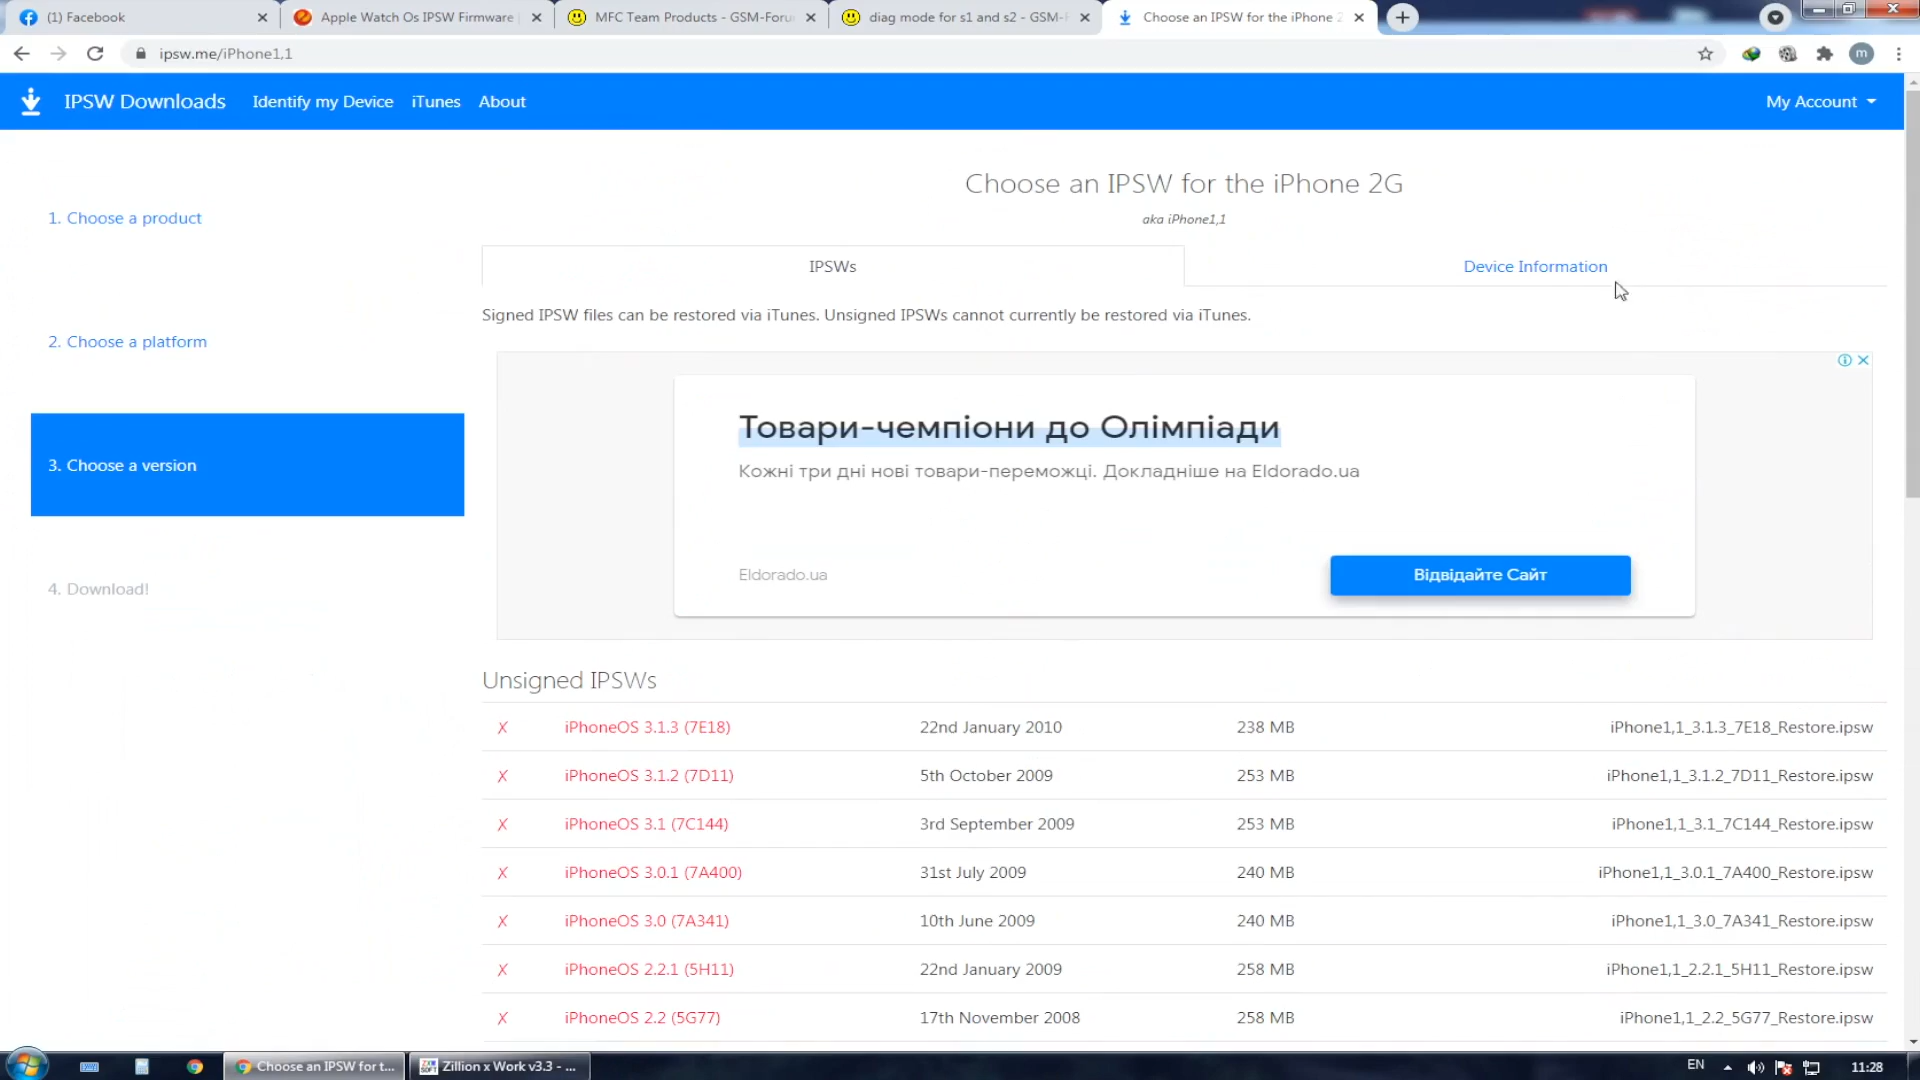 (1) Facebook
Apple Watch Os IPSW Firmware
MFC Team Products - GSM-Foru
diag mode for s1 and s2 - GSM-F
Choose an IPSW for the iPhone 2
ipsw.me/iPhone1,1
m
IPSW Downloads
Identify my Device
iTunes
About
My Account
Choose an IPSW for the iPhone 2G
aka iPhone1,1
1. Choose a product
2. Choose a platform
3. Choose a version
4. Download!
IPSWs
Device Information
Signed IPSW files can be restored via iTunes. Unsigned IPSWs cannot currently be restored via iTunes.
Товари-чемпіони до Олімпіади
Кожні три дні нові товари-переможці. Докладніше на Eldorado.ua
Eldorado.ua
Відвідайте Сайт
Unsigned IPSWs
X iPhoneOS 3.1.3 (7E18) 22nd January 2010 238 MB iPhone1,1_3.1.3_7E18_Restore.ipsw
X iPhoneOS 3.1.2 (7D11) 5th October 2009 253 MB iPhone1,1_3.1.2_7D11_Restore.ipsw
X iPhoneOS 3.1 (7C144) 3rd September 2009 253 MB iPhone1,1_3.1_7C144_Restore.ipsw
X iPhoneOS 3.0.1 (7A400) 31st July 2009 240 MB iPhone1,1_3.0.1_7A400_Restore.ipsw
X iPhoneOS 3.0 (7A341) 10th June 2009 240 MB iPhone1,1_3.0_7A341_Restore.ipsw
X iPhoneOS 2.2.1 (5H11) 22nd January 2009 258 MB iPhone1,1_2.2.1_5H11_Restore.ipsw
X iPhoneOS 2.2 (5G77) 17th November 2008 258 MB iPhone1,1_2.2_5G77_Restore.ipsw
Choose an IPSW for t...
Zillion x Work v3.3 - ...
EN
11:28